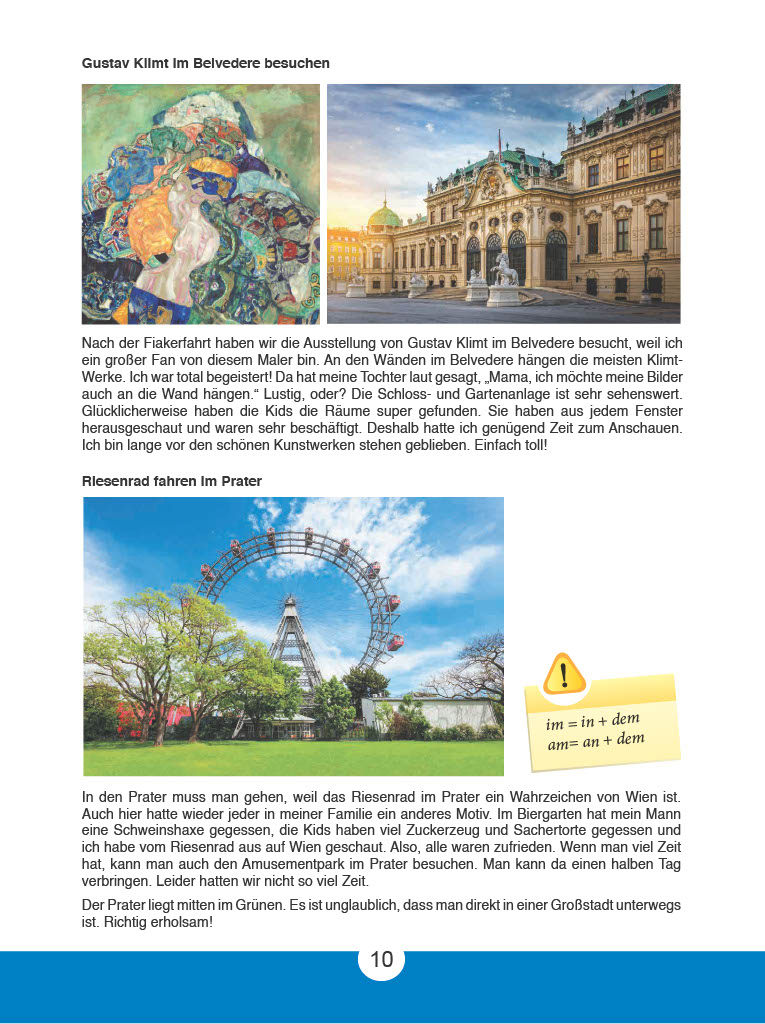 Gustav Klimt im Belvedere besuchen
Nach der Fiakerfahrt haben wir die Ausstellung von Gustav Klimt im Belvedere besucht, weil ich
ein großer Fan von diesem Maler bin. An den Wänden im Belvedere hängen die meisten Klimt-
Werke. Ich war total begeistert! Da hat meine Tochter laut gesagt, „Mama, ich möchte meine Bilder
auch an die Wand hängen.“ Lustig, oder? Die Schloss- und Gartenanlage ist sehr sehenswert.
Glücklicherweise haben die Kids die Räume super gefunden. Sie haben aus jedem Fenster
herausgeschaut und waren sehr beschäftigt. Deshalb hatte ich genügend Zeit zum Anschauen.
Ich bin lange vor den schönen Kunstwerken stehen geblieben. Einfach toll!
Riesenrad fahren im Prater
im = in + dem
am= an + dem
In den Prater muss man gehen, weil das Riesenrad im Prater ein Wahrzeichen von Wien ist.
Auch hier hatte wieder jeder in meiner Familie ein anderes Motiv. Im Biergarten hat mein Mann
eine Schweinshaxe gegessen, die Kids haben viel Zuckerzeug und Sachertorte gegessen und
ich habe vom Riesenrad aus auf Wien geschaut. Also, alle waren zufrieden. Wenn man viel Zeit
hat, kann man auch den Amusementpark im Prater besuchen. Man kann da einen halben Tag
verbringen. Leider hatten wir nicht so viel Zeit.
Der Prater liegt mitten im Grünen. Es ist unglaublich, dass man direkt in einer Großstadt unterwegs
ist. Richtig erholsam!
10